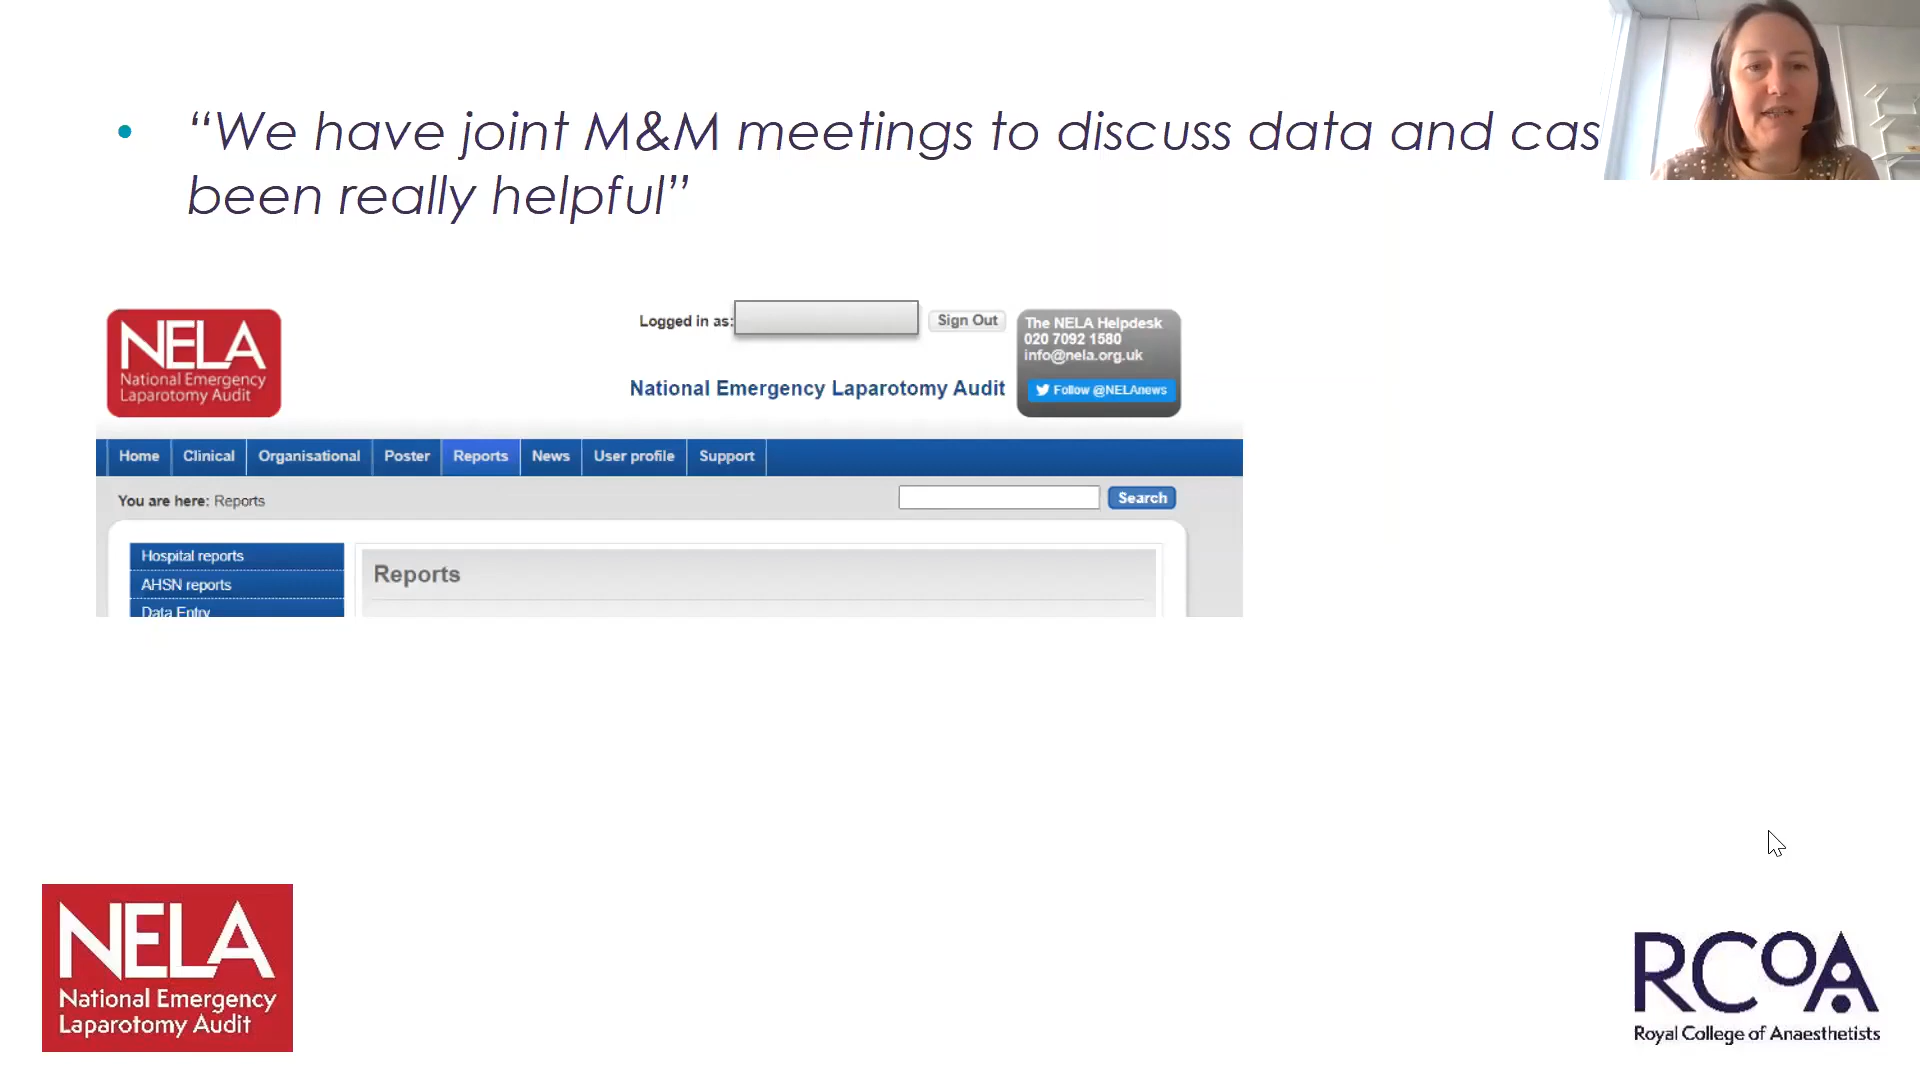 • “We have joint M&M meetings to discuss data and cas
been really helpful”
NELA
National Emergency
Laparotomy Audit
Logged in as:
Sign Out
The NELA Helpdesk
020 7092 1580
info@nela.org.uk
Follow @NELAnews
National Emergency Laparotomy Audit
Home Clinical Organisational Poster Reports News User profile Support
You are here: Reports
Search
Hospital reports
AHSN reports
Data Entry
Reports
NELA
National Emergency
Laparotomy Audit
RCOA
Royal College of Anaesthetists